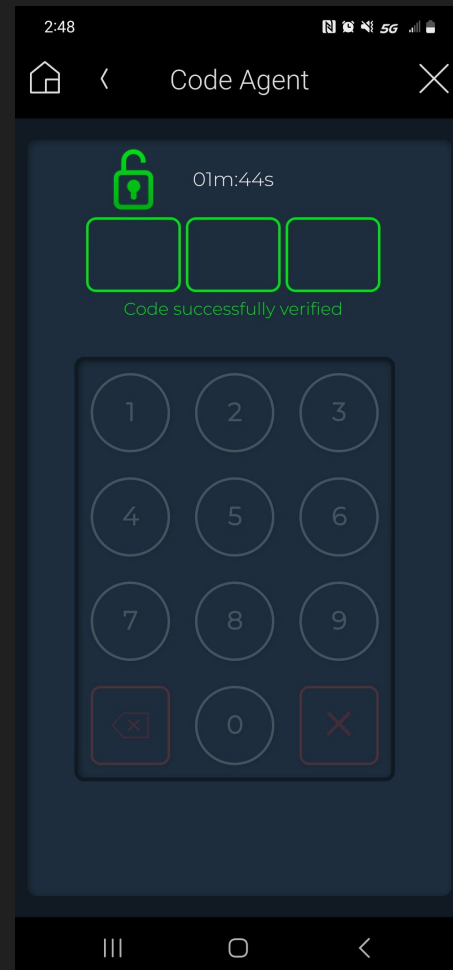 2:48 5G
Code Agent
01m:44s
Code successfully verified
1 2 3
4 5 6
7 8 9
0